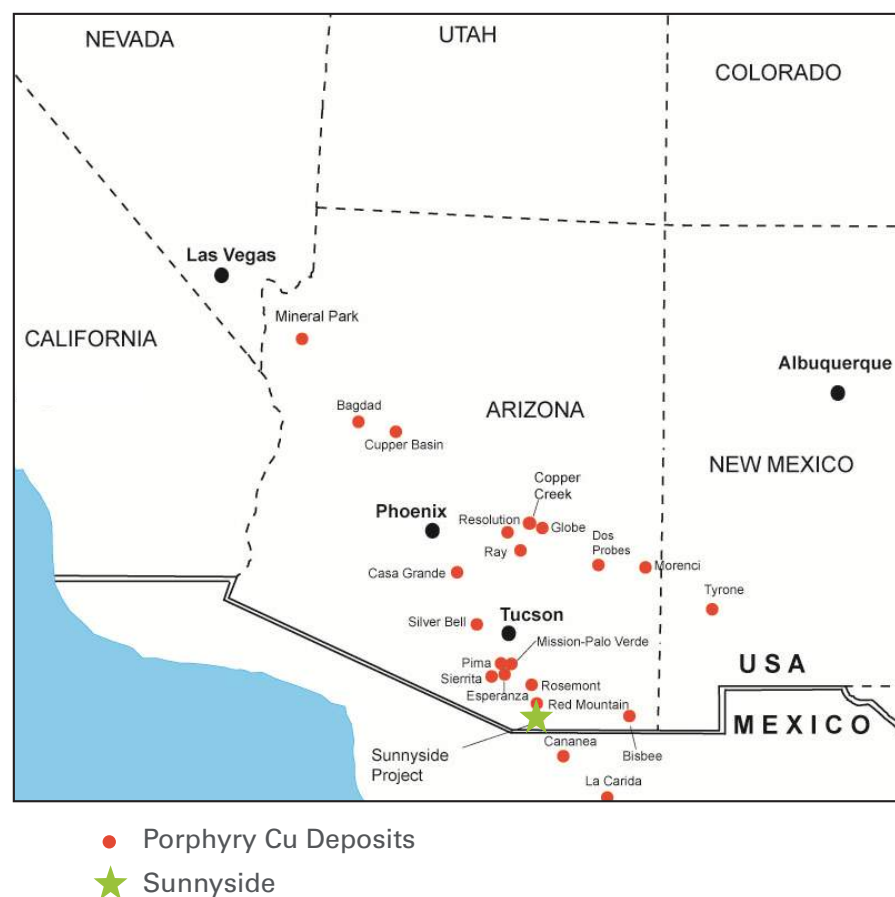 NEVADA
UTAH
COLORADO
Las Vegas
Mineral Park
CALIFORNIA
Albuquerque
Bagdad
ARIZONA
Cupper Basin
NEW MEXICO
Copper
Creek
Phoenix
Resolution
Globe
Ray
Dos
Probes
Morenci
Casa Grande
Tyrone
Silver Bell
Tucson
Mission-Palo Verde
Pima
Sierrita
Esperanza
Rosemont
Red Mountain
USA
MEXICO
Sunnyside
Project
Cananea
Bisbee
La Carida
Porphyry Cu Deposits
Sunnyside